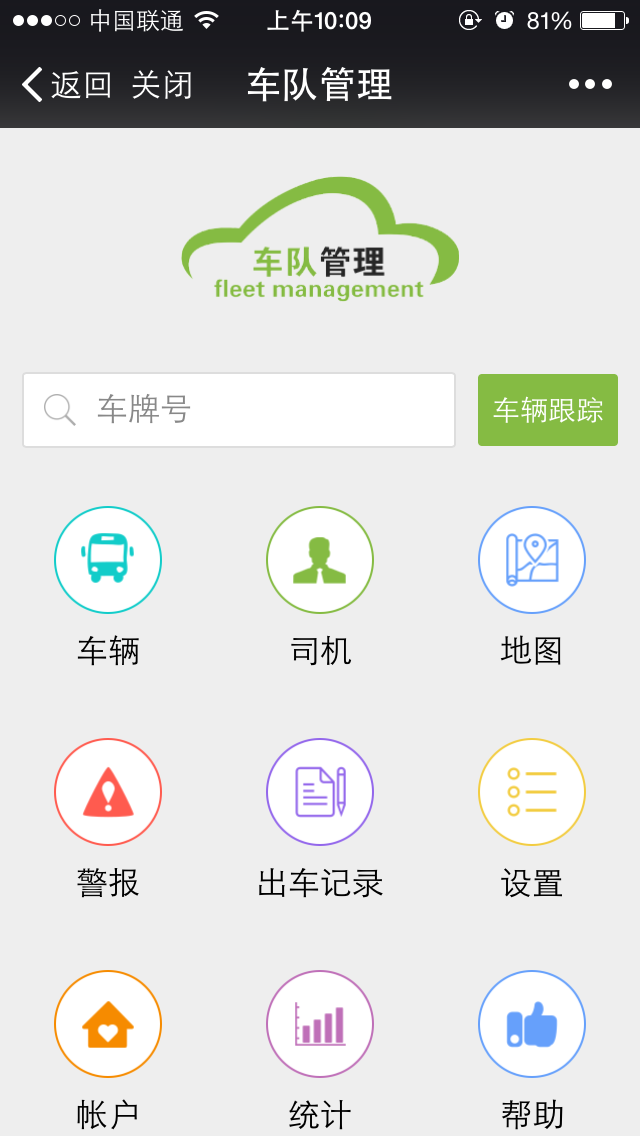 中国联通 上午10:09 81%
返回 关闭 车队管理
车队管理
fleet management
车牌号 车辆跟踪
车辆 司机 地图
警报 出车记录 设置
帐户 统计 帮助